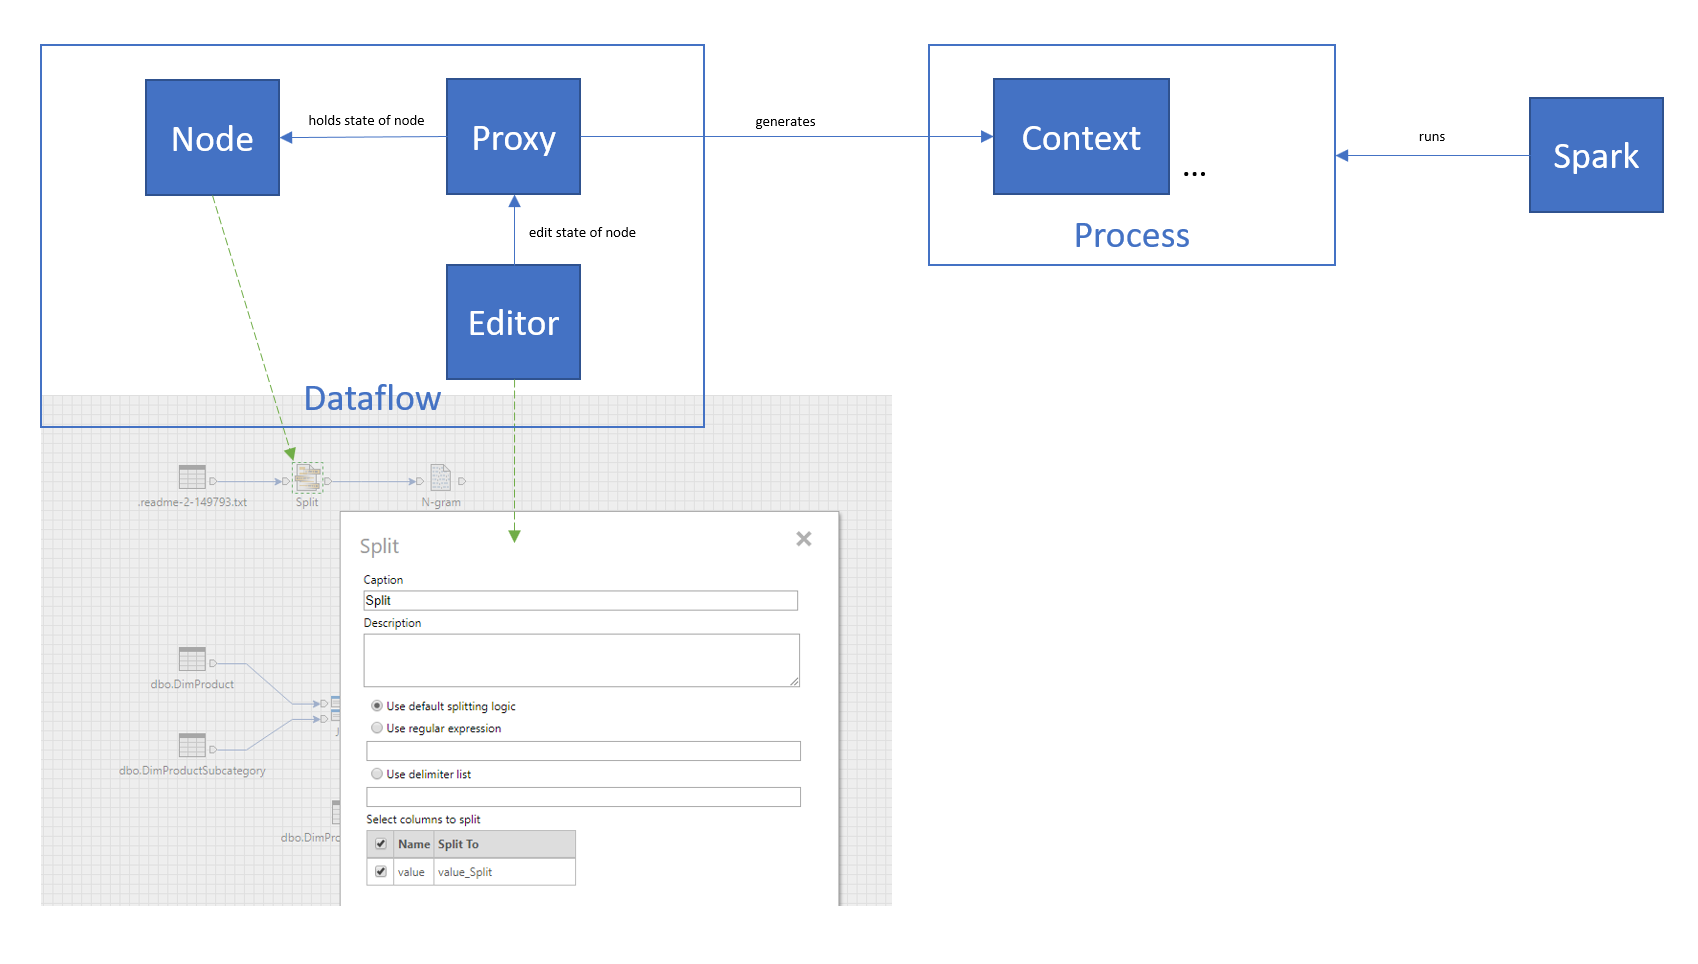 Node
holds state of node
Proxy
generates
Context
...
runs
Spark
Process
edit state of node
Editor
Dataflow
.readme-2-149793.txt
Split
N-gram
Split
Caption
Split
Description
dbo.DimProduct
Use default splitting logic
Use regular expression
dbo.DimProductSubcategory
Use delimiter list
Select columns to split
dbo.DimPro
Name Split To
value value_Split